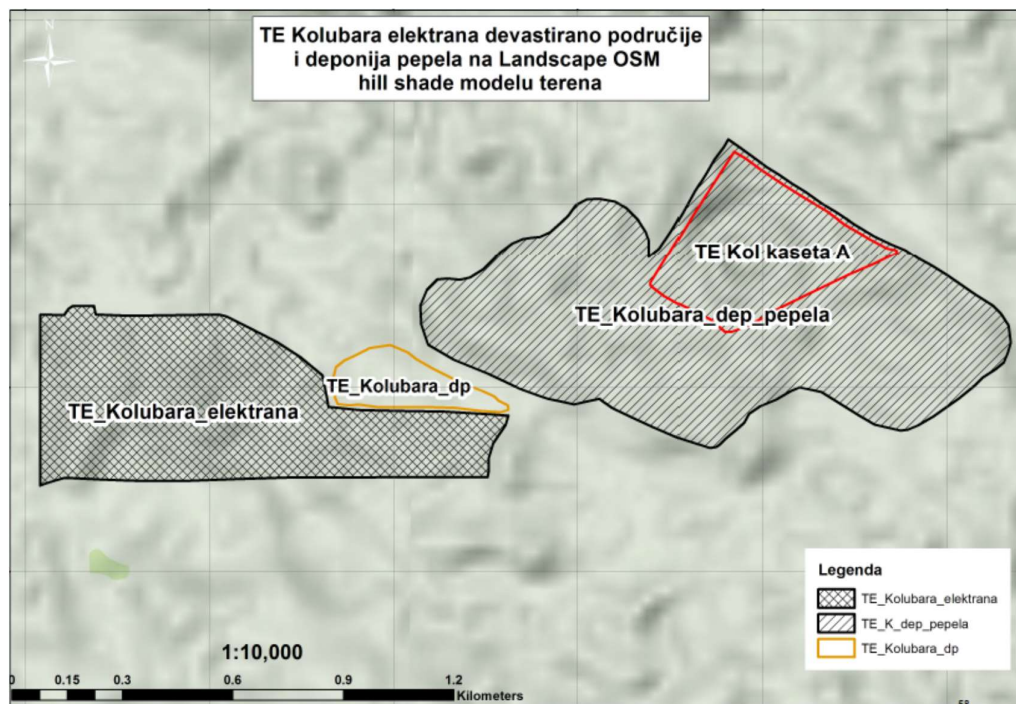 N
TE Kolubara elektrana devastirano područije
i deponija pepela na Landscape OSM
hill shade modelu terena
TE Kol kaseta A
TE_Kolubara_dep_pepela
TE_Kolubara_dp
TE_Kolubara_elektrana
Legenda
TE_Kolubara_elektrana
TE_K_dep_pepela
TE_Kolubara_dp
1:10,000
0 0.15 0.3 0.6 0.9 1.2
Kilometers
58